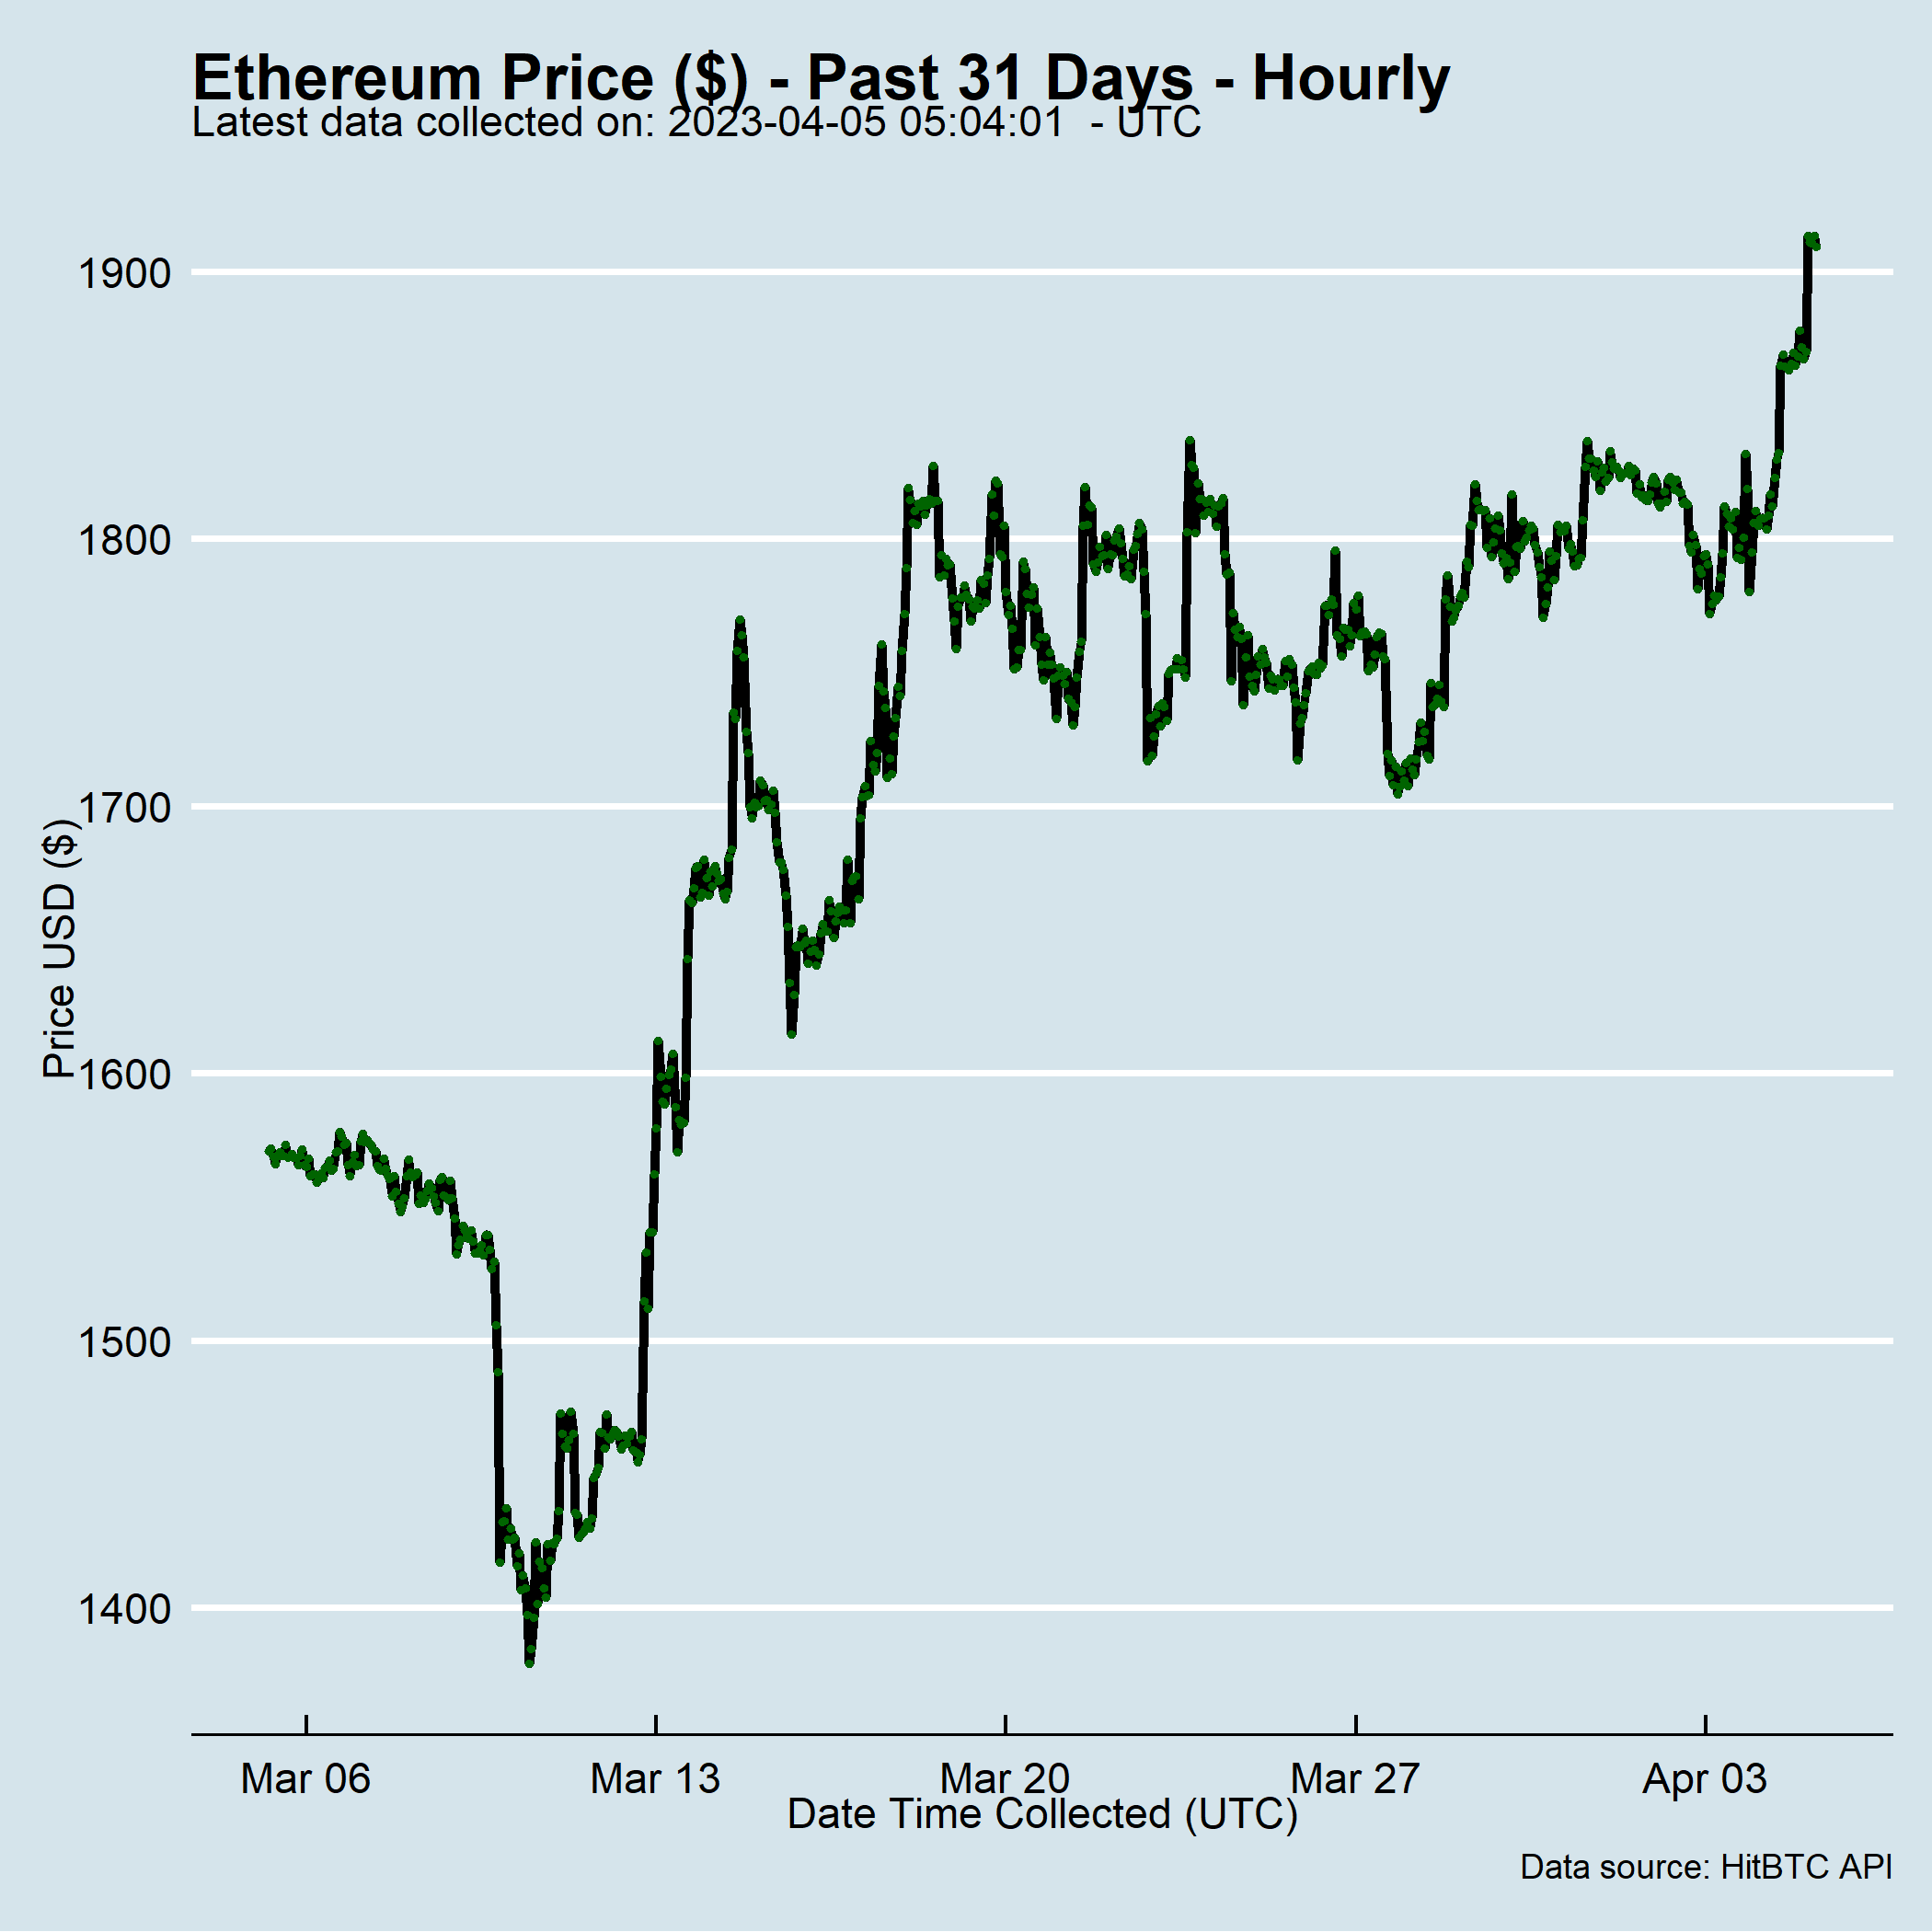 Ethereum Price ($) - Past 31 Days - Hourly
Latest data collected on: 2023-04-05 05:04:01  - UTC
1900
1800
1700
1600
1500
1400
Price USD ($)
Mar 06
Mar 13
Mar 20
Mar 27
Apr 03
Date Time Collected (UTC)
Data source: HitBTC API